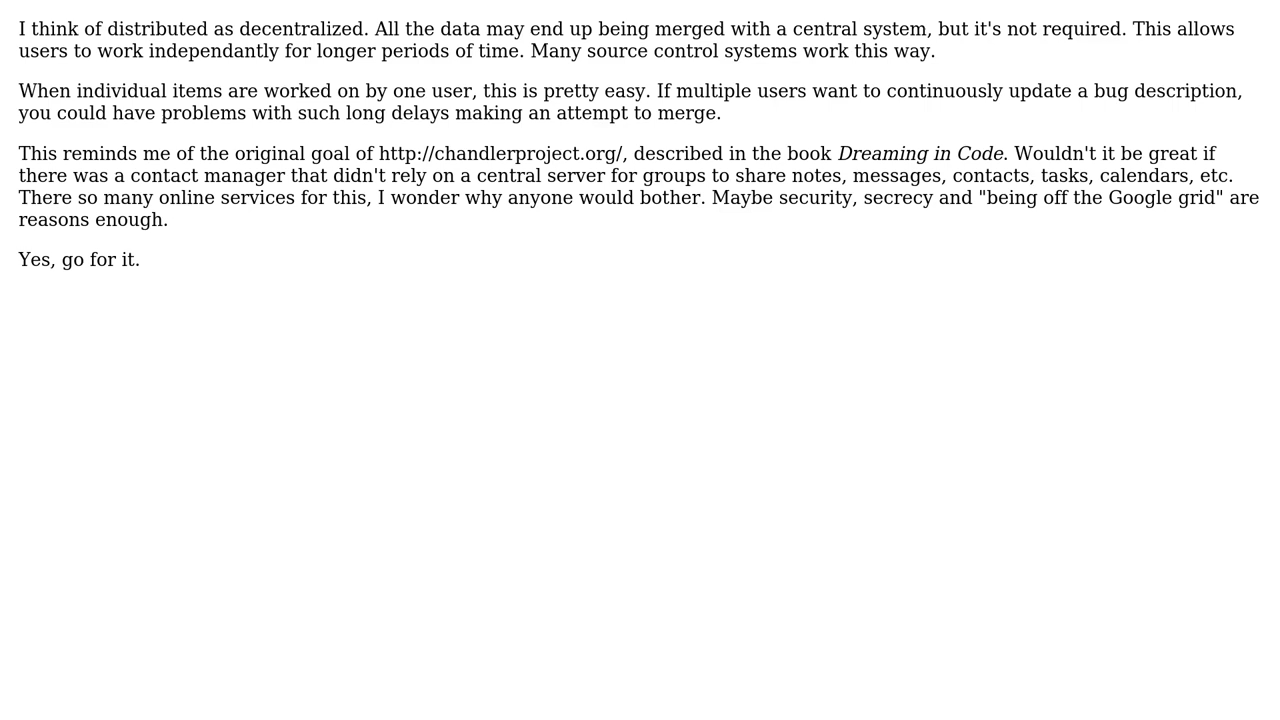 I think of distributed as decentralized. All the data may end up being merged with a central system, but it's not required. This allows
users to work independantly for longer periods of time. Many source control systems work this way.
When individual items are worked on by one user, this is pretty easy. If multiple users want to continuously update a bug description,
you could have problems with such long delays making an attempt to merge.
This reminds me of the original goal of http://chandlerproject.org/, described in the book Dreaming in Code. Wouldn't it be great if
there was a contact manager that didn't rely on a central server for groups to share notes, messages, contacts, tasks, calendars, etc.
There so many online services for this, I wonder why anyone would bother. Maybe security, secrecy and "being off the Google grid" are
reasons enough.
Yes, go for it.